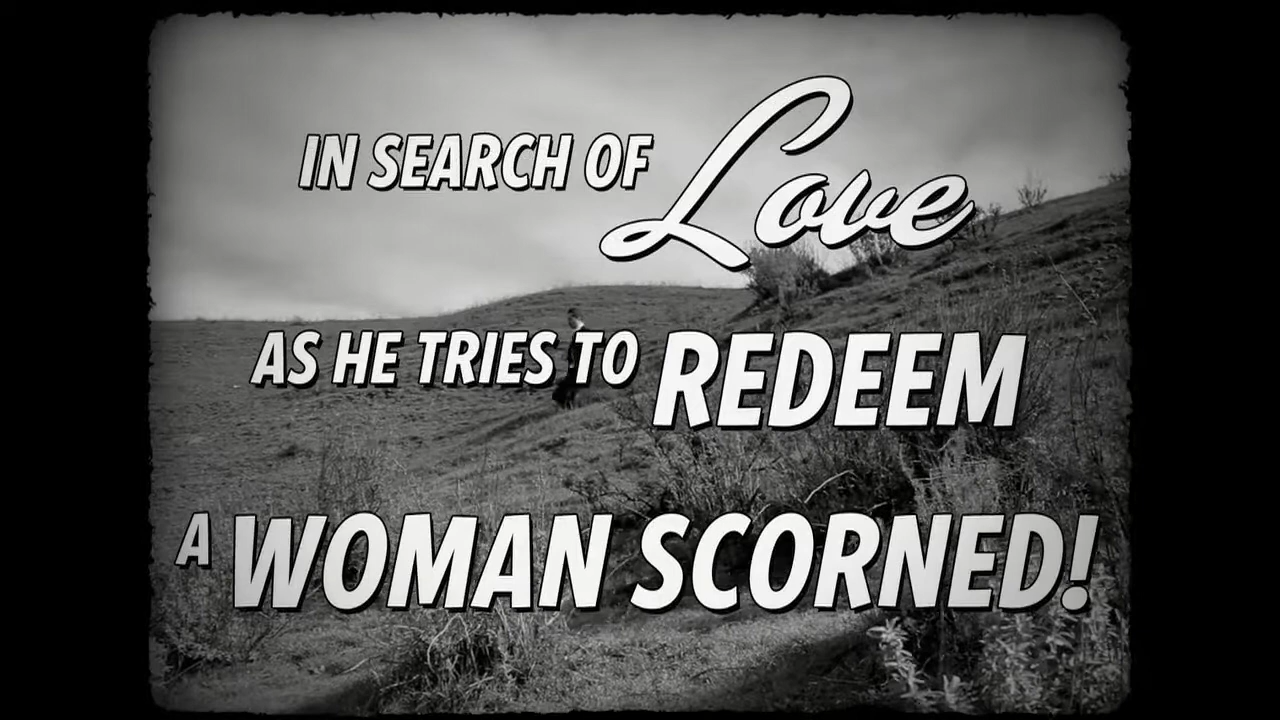 IN SEARCH OF Love
AS HE TRIES TO REDEEM
A WOMAN SCORNED!